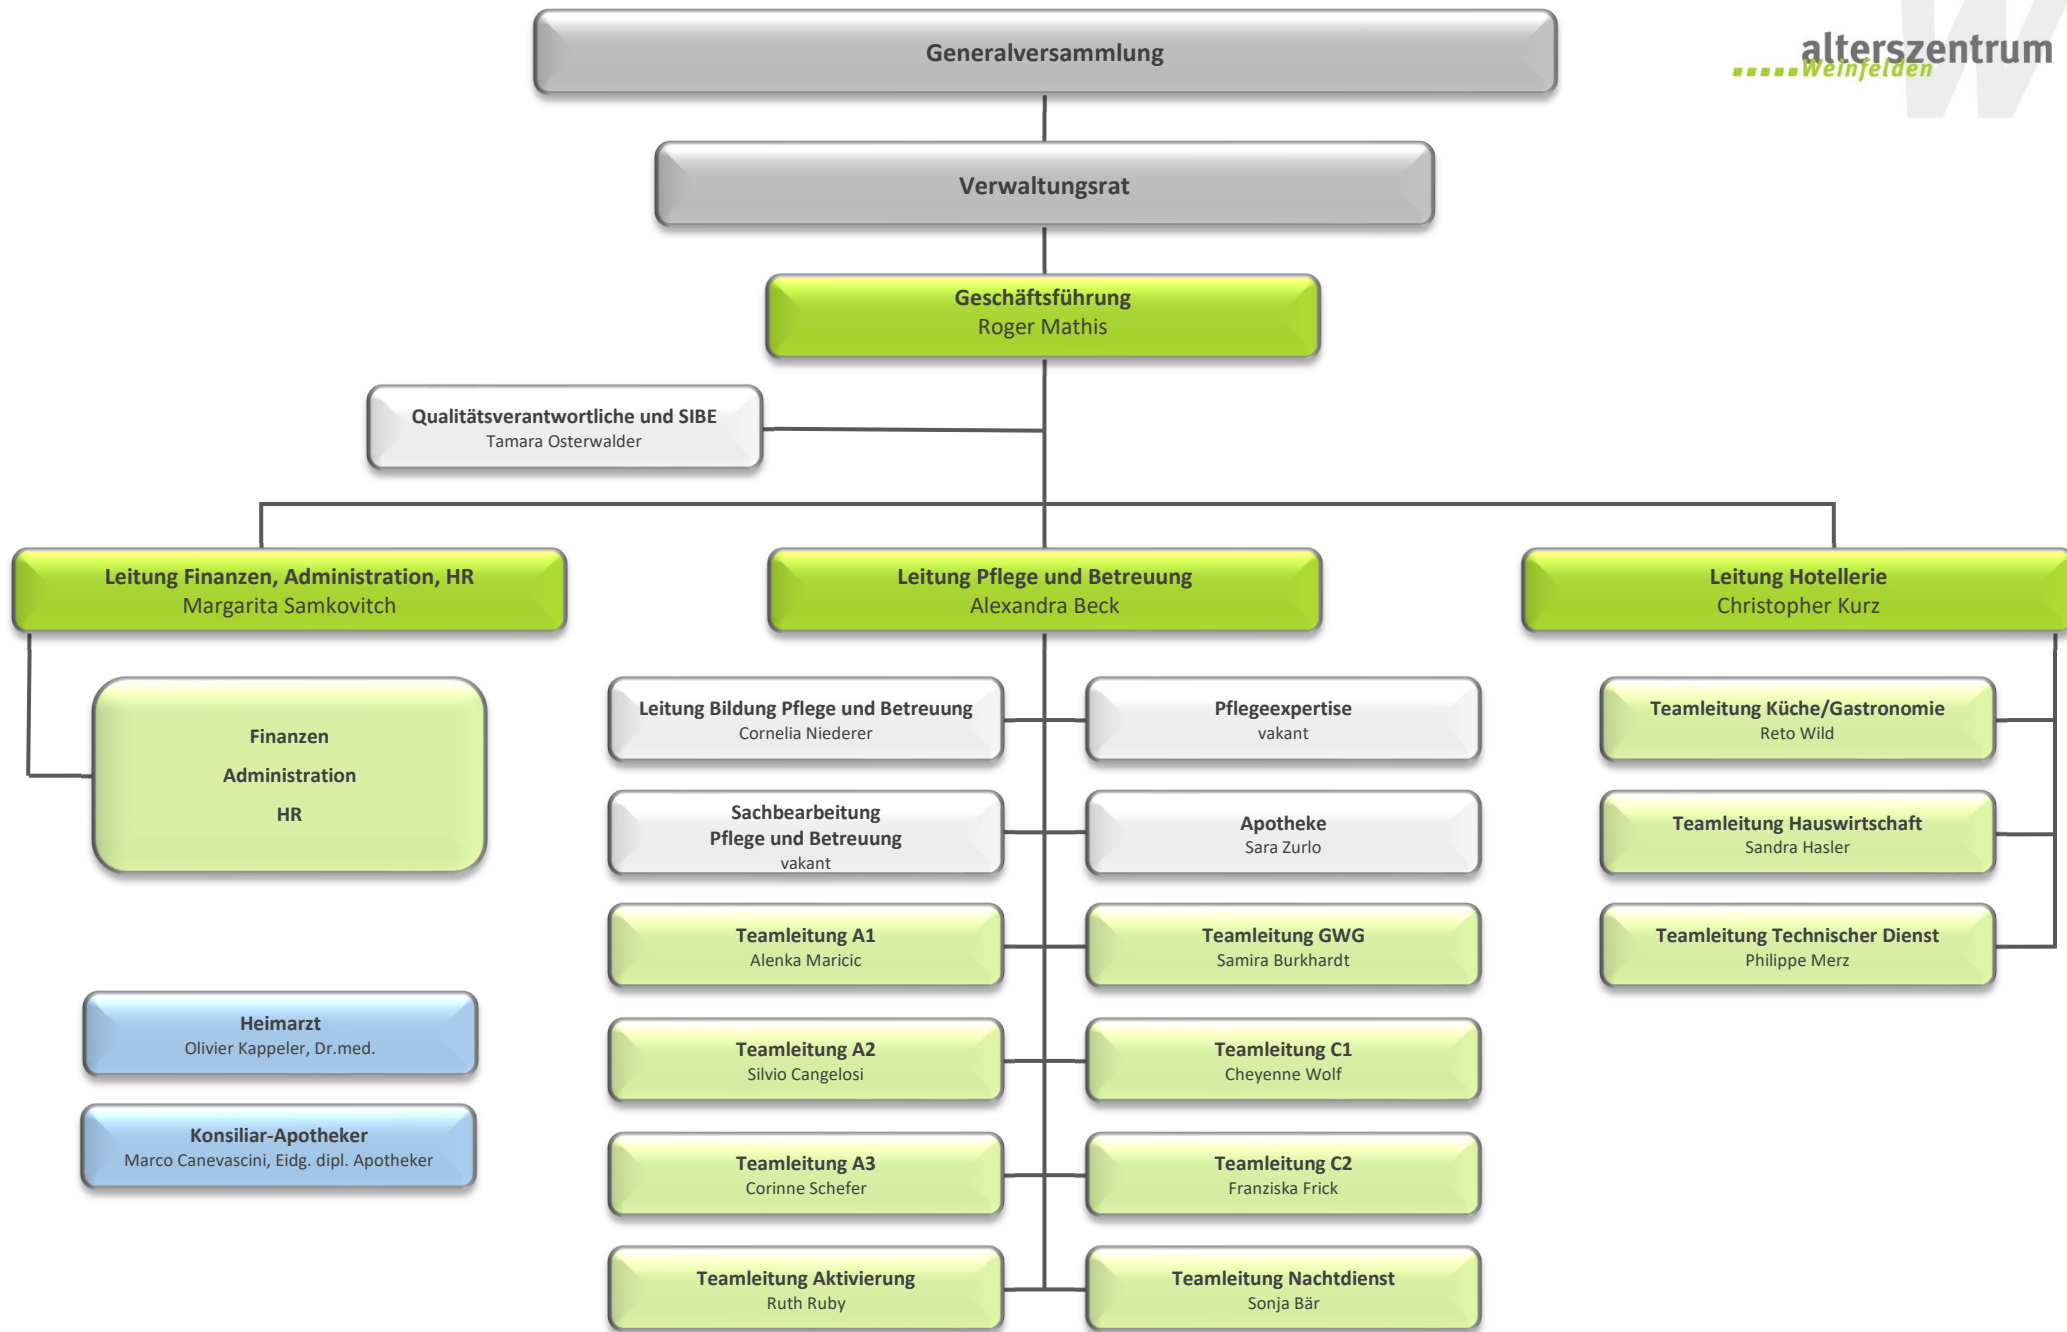 alterszentrum
Weinfelden
Generalversammlung
Verwaltungsrat
Geschäftsführung
Roger Mathis
Qualitätsverantwortliche und SIBE
Tamara Osterwalder
Leitung Finanzen, Administration, HR
Margarita Samkovitch
Leitung Pflege und Betreuung
Alexandra Beck
Leitung Hotellerie
Christopher Kurz
Finanzen
Administration
HR
Leitung Bildung Pflege und Betreuung
Cornelia Niederer
Pflegeexpertise
vakant
Teamleitung Küche/Gastronomie
Reto Wild
Sachbearbeitung
Pflege und Betreuung
vakant
Apotheke
Sara Zurlo
Teamleitung Hauswirtschaft
Sandra Hasler
Teamleitung A1
Alenka Maricic
Teamleitung GWG
Samira Burkhardt
Teamleitung Technischer Dienst
Philippe Merz
Heimarzt
Olivier Kappeler, Dr.med.
Teamleitung A2
Silvio Cangelosi
Teamleitung C1
Cheyenne Wolf
Konsiliar-Apotheker
Marco Canevascini, Eidg. dipl. Apotheker
Teamleitung A3
Corinne Schefer
Teamleitung C2
Franziska Frick
Teamleitung Aktivierung
Ruth Ruby
Teamleitung Nachtdienst
Sonja Bär